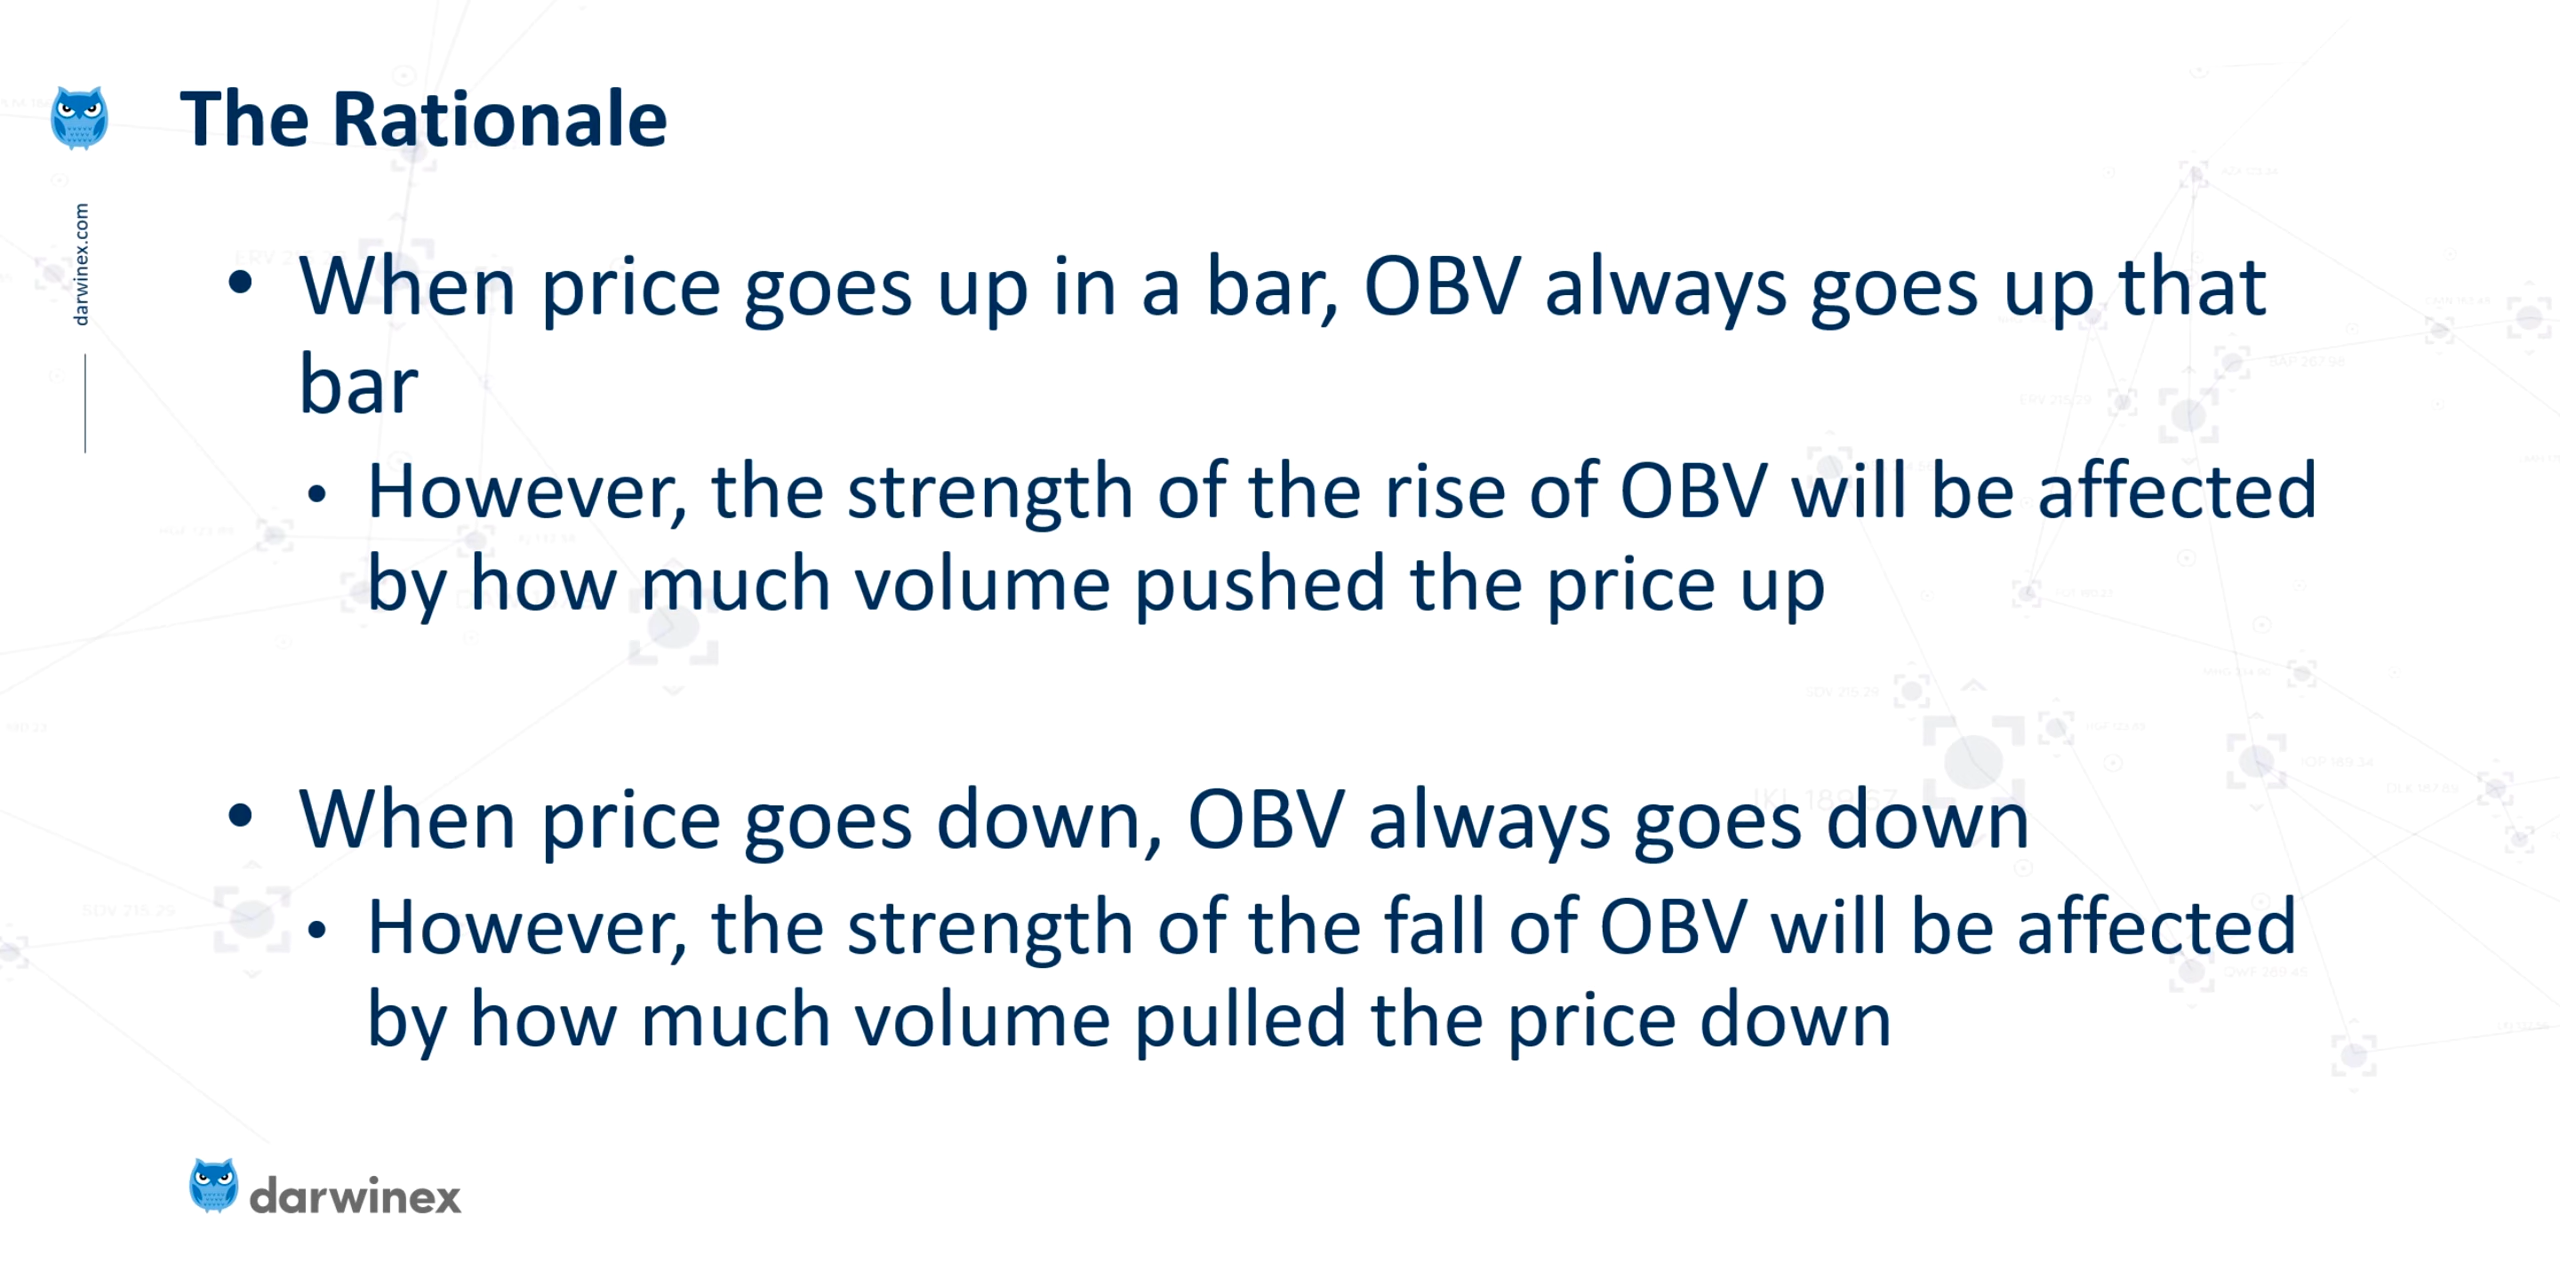 The Rationale
darwinex.com
• When price goes up in a bar, OBV always goes up that
bar
• However, the strength of the rise of OBV will be affected
by how much volume pushed the price up
• When price goes down, OBV always goes down
• However, the strength of the fall of OBV will be affected
by how much volume pulled the price down
darwinex